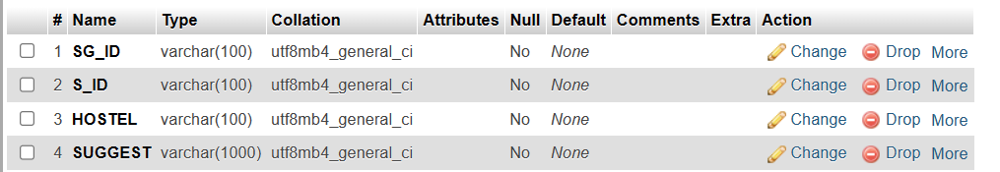 # Name Type Collation Attributes Null Default Comments Extra Action
1 SG_ID varchar(100) utf8mb4_general_ci No None Change Drop More
2 S_ID varchar(100) utf8mb4_general_ci No None Change Drop More
3 HOSTEL varchar(100) utf8mb4_general_ci No None Change Drop More
4 SUGGEST varchar(1000) utf8mb4_general_ci No None Change Drop More